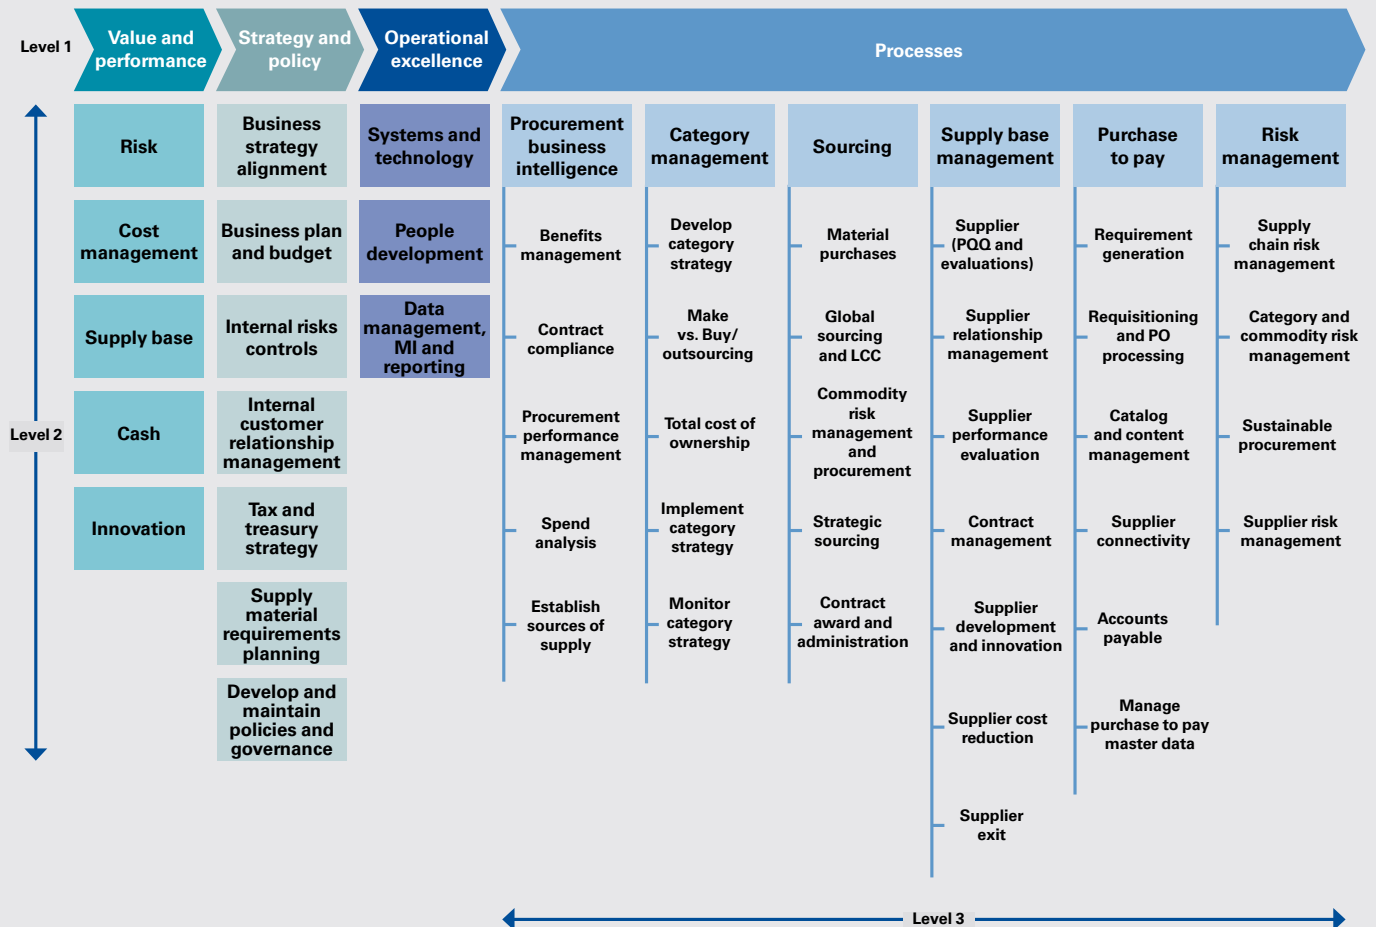 Level 1
Value and
performance
Strategy and
policy
Operational
excellence
Processes
Level 2
Risk
Cost
management
Supply base
Cash
Innovation
Business
strategy
alignment
Business plan
and budget
Internal risks
controls
Internal
customer
relationship
management
Tax and
treasury
strategy
Supply
material
requirements
planning
Develop and
maintain
policies and
governance
Systems and
technology
People
development
Data
management,
MI and
reporting
Procurement
business
intelligence
Benefits
management
Contract
compliance
Procurement
performance
management
Spend
analysis
Establish
sources of
supply
Category
management
Develop
category
strategy
Make
vs. Buy/
outsourcing
Total cost of
ownership
Implement
category
strategy
Monitor
category
strategy
Sourcing
Material
purchases
Global
sourcing
and LCC
Commodity
risk
management
and
procurement
Strategic
sourcing
Contract
award and
administration
Supply base
management
Supplier
(PQQ and
evaluations)
Supplier
relationship
management
Supplier
performance
evaluation
Contract
management
Supplier
development
and innovation
Supplier cost
reduction
Supplier
exit
Purchase
to pay
Requirement
generation
Requisitioning
and PO
processing
Catalog
and content
management
Supplier
connectivity
Accounts
payable
Manage
purchase to pay
master data
Risk
management
Supply
chain risk
management
Category and
commodity risk
management
Sustainable
procurement
Supplier risk
management
Level 3